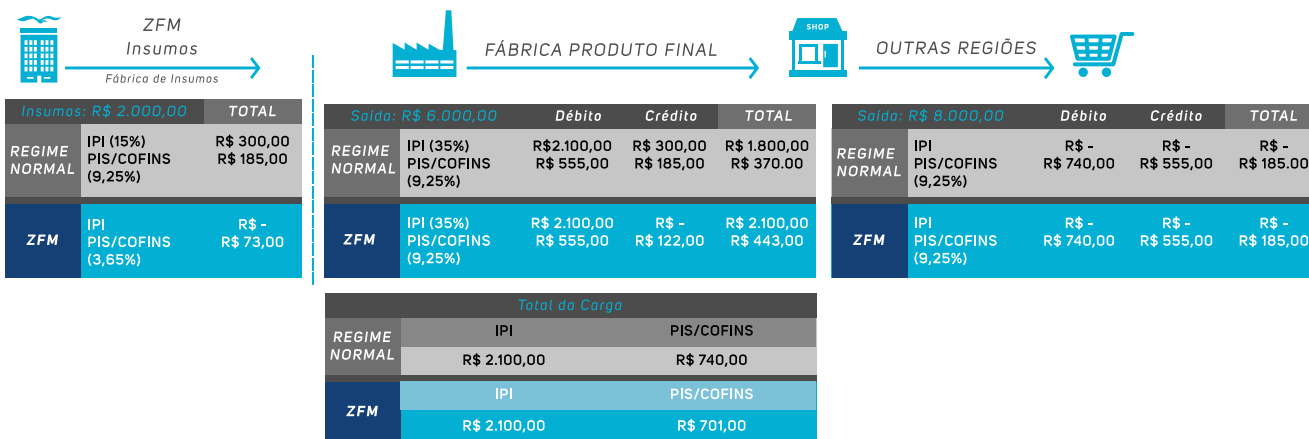 ZFM
Insumos
Fábrica de Insumos
FÁBRICA PRODUTO FINAL
SHOP
OUTRAS REGIÕES
Insumos: R$ 2.000,00 TOTAL
REGIME NORMAL
IPI (15%) R$ 300,00
PIS/COFINS R$ 185,00
(9,25%)
ZFM
IPI R$ -
PIS/COFINS R$ 73,00
(3,65%)
Saída: R$ 6.000,00 Débito Crédito TOTAL
REGIME NORMAL
IPI (35%) R$2.100,00 R$ 300,00 R$ 1.800,00
PIS/COFINS R$ 555,00 R$ 185,00 R$ 370.00
(9,25%)
ZFM
IPI (35%) R$ 2.100,00 R$ - R$ 2.100,00
PIS/COFINS R$ 555,00 R$ 122,00 R$ 443,00
(9,25%)
Saída: R$ 8.000,00 Débito Crédito TOTAL
REGIME NORMAL
IPI R$ - R$ - R$ -
PIS/COFINS R$ 740,00 R$ 555,00 R$ 185.00
(9,25%)
ZFM
IPI R$ - R$ - R$ -
PIS/COFINS R$ 740,00 R$ 555,00 R$ 185,00
(9,25%)
Total da Carga
REGIME NORMAL
IPI PIS/COFINS
R$ 2.100,00 R$ 740,00
ZFM
IPI PIS/COFINS
R$ 2.100,00 R$ 701,00